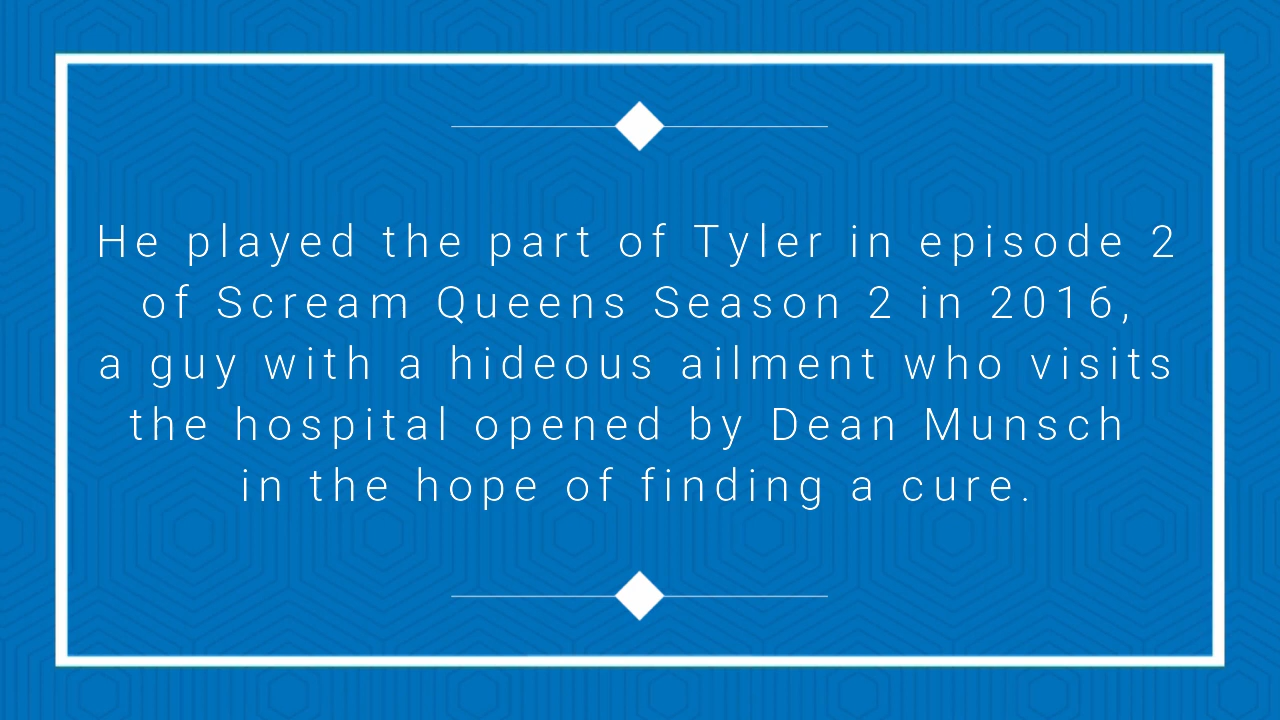 He played the part of Tyler in episode 2
of Scream Queens Season 2 in 2016,
a guy with a hideous ailment who visits
the hospital opened by Dean Munsch
in the hope of finding a cure.